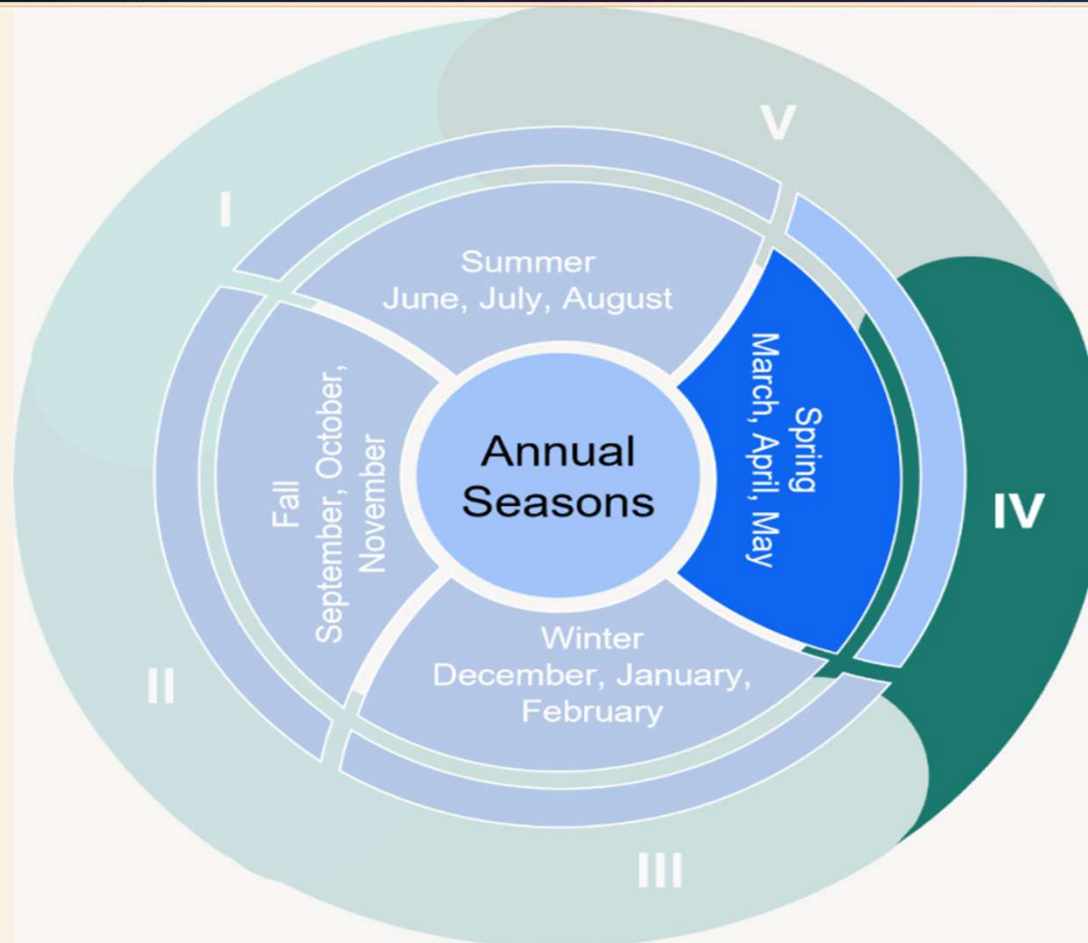 V
I
Summer
June, July, August
Spring
March, April, May
Annual
Seasons
IV
Fall
September, October,
November
Winter
December, January,
February
II
III